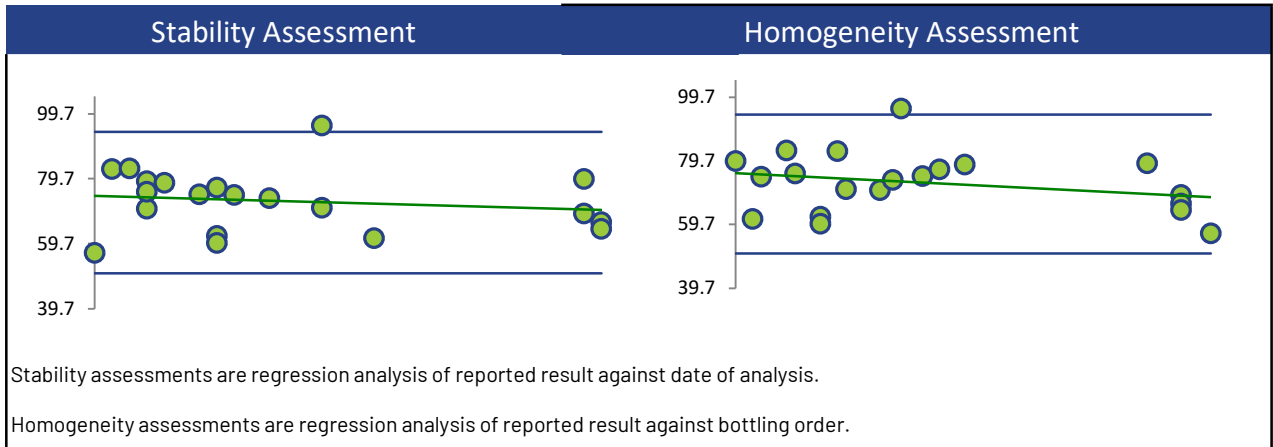 Stability Assessment
Homogeneity Assessment
99.7
79.7
59.7
39.7
99.7
79.7
59.7
39.7
Stability assessments are regression analysis of reported result against date of analysis.
Homogeneity assessments are regression analysis of reported result against bottling order.